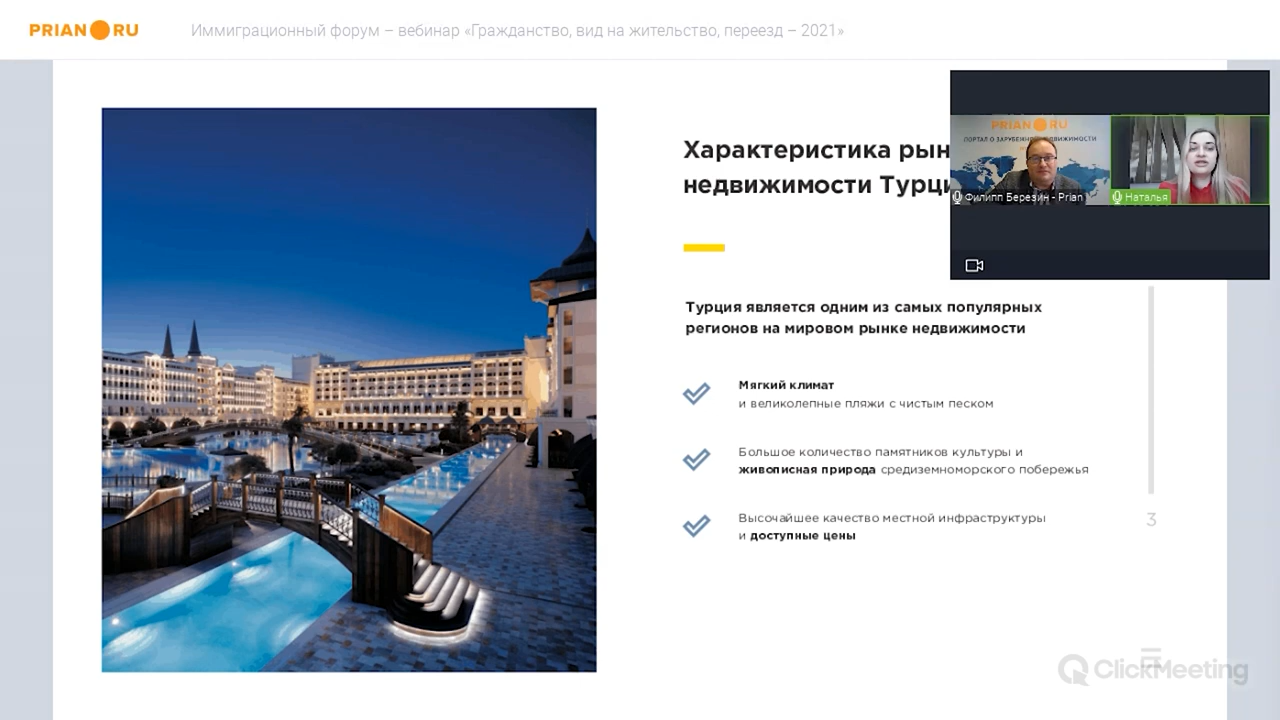 PRIAN RU
Иммиграционный форум – вебинар «Гражданство, вид на жительство, переезд – 2021»
Характеристика рын
недвижимости Турци
PRIAN RU
Филипп Березин - Prian
Наталья
Турция является одним из самых популярных
регионов на мировом рынке недвижимости
Мягкий климат
и великолепные пляжи с чистым песком
Большое количество памятников культуры и
живописная природа средиземноморского побережья
Высочайшее качество местной инфраструктуры
и доступные цены
3
ClickMeeting